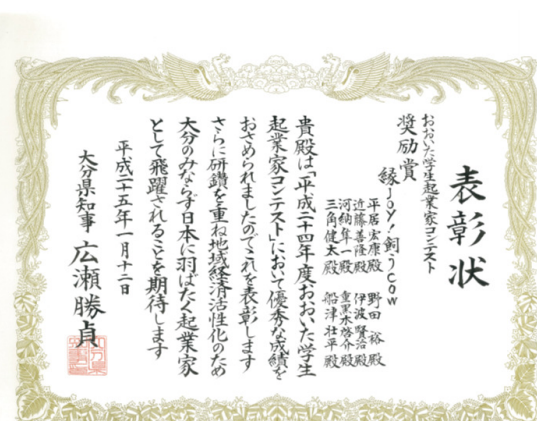 表彰状
おおいた学生起業家コンテスト
奨励賞
縁joy!飼うcow
平居宏康殿 野田裕殿
近藤善隆殿 伊波賢治殿
河納隼一殿 重黒木啓介殿
三角健太殿 船津壮平殿
貴殿は「平成二十四年度おおいた学生
起業家コンテスト」において優秀な成績を
おさめられましたのでこれを表彰します
さらに研鑽を重ね地域経済活性化のため
大分のみならず日本に羽ばたく起業家
として飛躍されることを期待します
平成二十五年一月十二日
大分県知事 広瀬勝貞